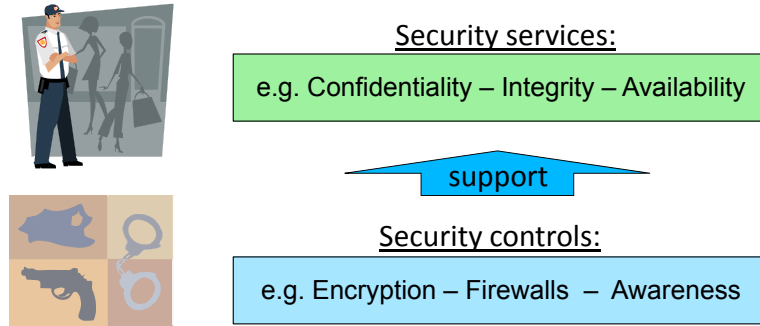 Security services:
e.g. Confidentiality – Integrity – Availability
support
Security controls:
e.g. Encryption – Firewalls – Awareness